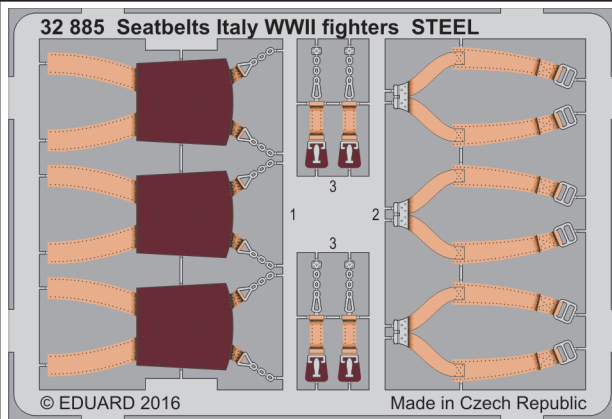 32 885 Seatbelts Italy WWII fighters STEEL
3
1
2
3
© EDUARD 2016
Made in Czech Republic